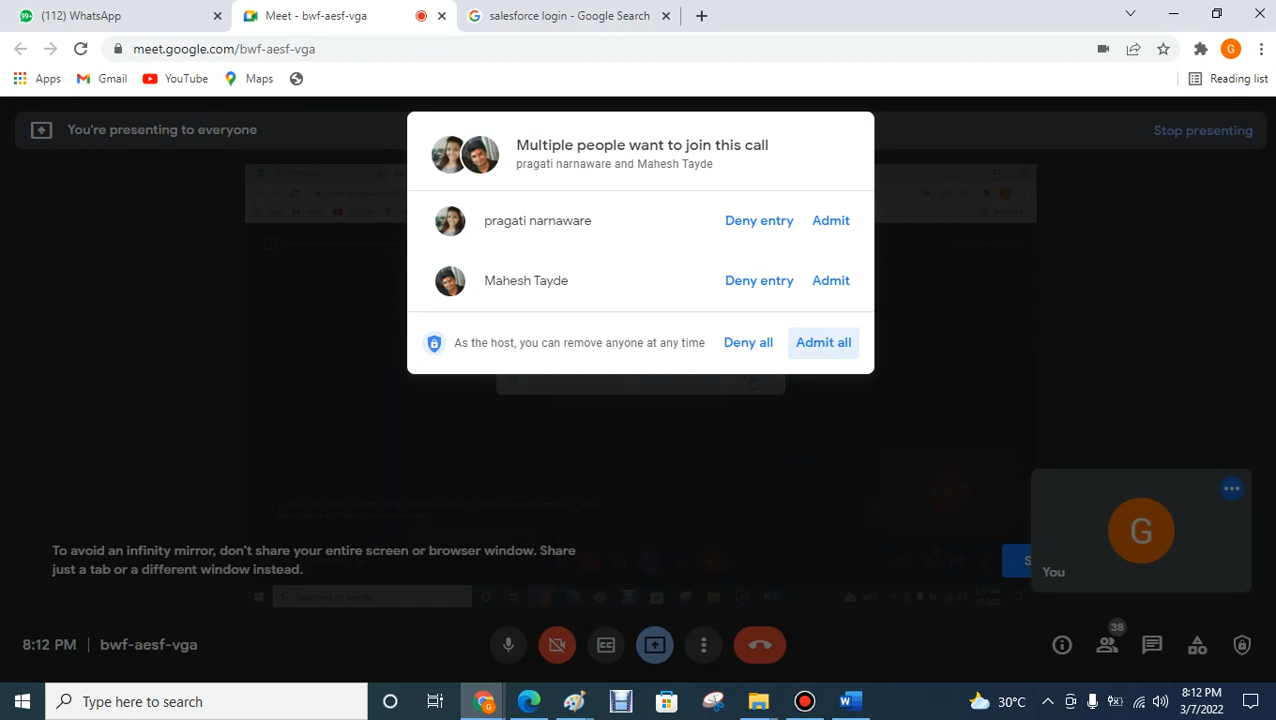 99+ (112) WhatsApp
Meet - bwf-aesf-vga
salesforce login - Google Search
meet.google.com/bwf-aesf-vga
G
Apps
Gmail
YouTube
Maps
Reading list
You're presenting to everyone
Stop presenting
Multiple people want to join this call
pragati narnaware and Mahesh Tayde
pragati narnaware
Deny entry
Admit
Mahesh Tayde
Deny entry
Admit
As the host, you can remove anyone at any time
Deny all
Admit all
To avoid an infinity mirror, don't share your entire screen or browser window. Share
just a tab or a different window instead.
G
You
8:12 PM
bwf-aesf-vga
CC
38
Type here to search
30°C
8:12 PM
3/7/2022